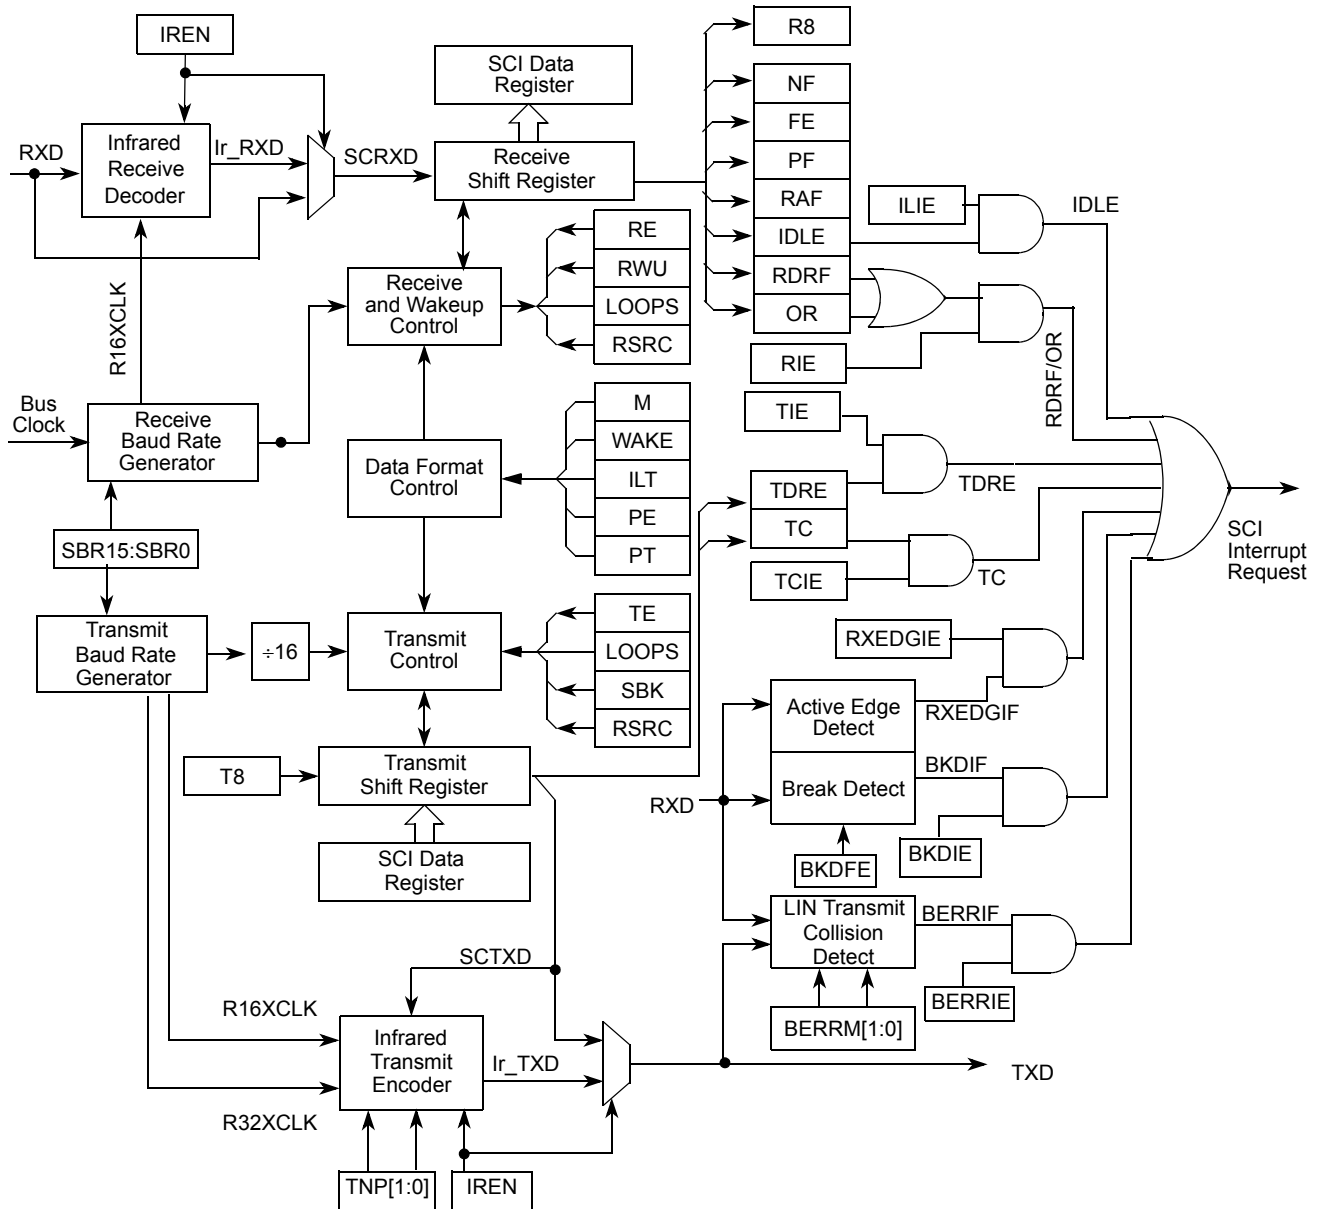 IREN
R8
SCI Data
Register
NF
FE
PF
RAF
IDLE
RDRF
OR
RXD
Infrared
Receive
Decoder
Ir_RXD
SCRXD
Receive
Shift Register
ILIE
IDLE
RE
RWU
LOOPS
RSRC
Receive
and Wakeup
Control
R16XCLK
RIE
RDRF/OR
Bus
Clock
Receive
Baud Rate
Generator
M
WAKE
ILT
PE
PT
TIE
Data Format
Control
TDRE
TC
TCIE
TDRE
TC
SCI
Interrupt
Request
SBR15:SBR0
Transmit
Baud Rate
Generator
÷16
Transmit
Control
TE
LOOPS
SBK
RSRC
RXEDGIE
Active Edge
Detect
RXEDGIF
Break Detect
BKDIF
T8
Transmit
Shift Register
RXD
BKDFE
BKDIE
SCI Data
Register
LIN Transmit
Collision
Detect
BERRIF
SCTXD
BERRIE
BERRM[1:0]
R16XCLK
Infrared
Transmit
Encoder
Ir_TXD
TXD
R32XCLK
TNP[1:0]
IREN